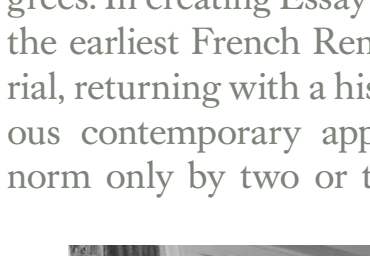 grees. In creating Essay
the earliest French Ren
rial, returning with a his
ous contemporary app
norm only by two or t